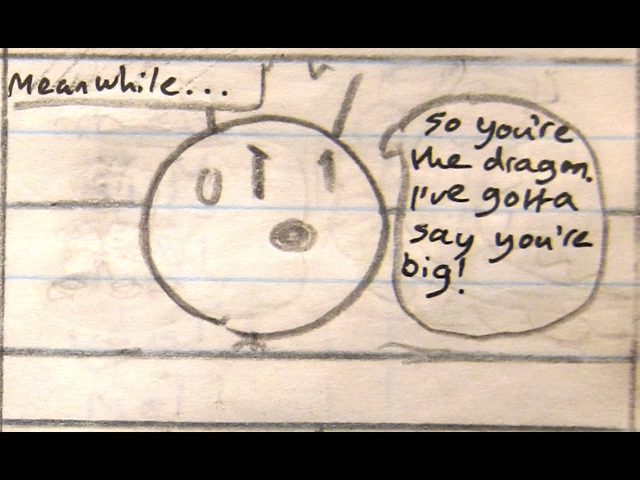 Meanwhile...
So you're
the dragon.
I've gotta
say you're
big!